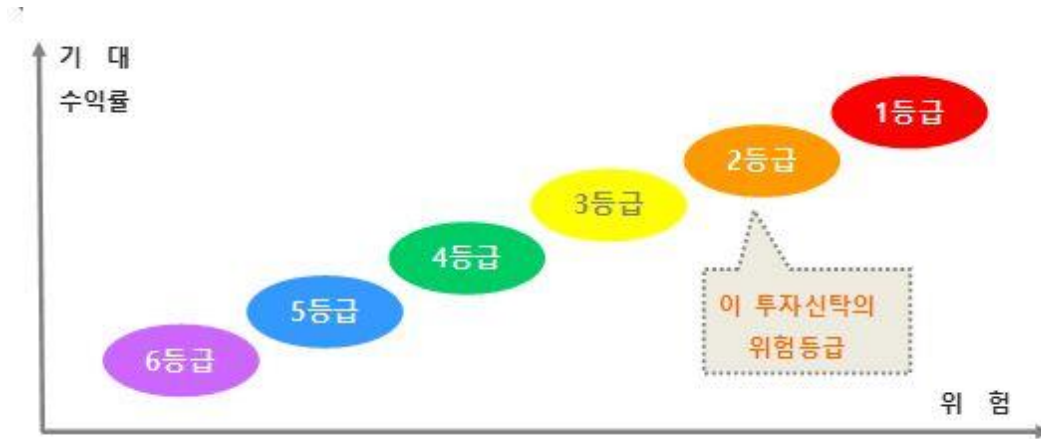 기 대
수익률
1등급
2등급
3등급
4등급
5등급
6등급
이 투자신탁의
위험등급
위 험